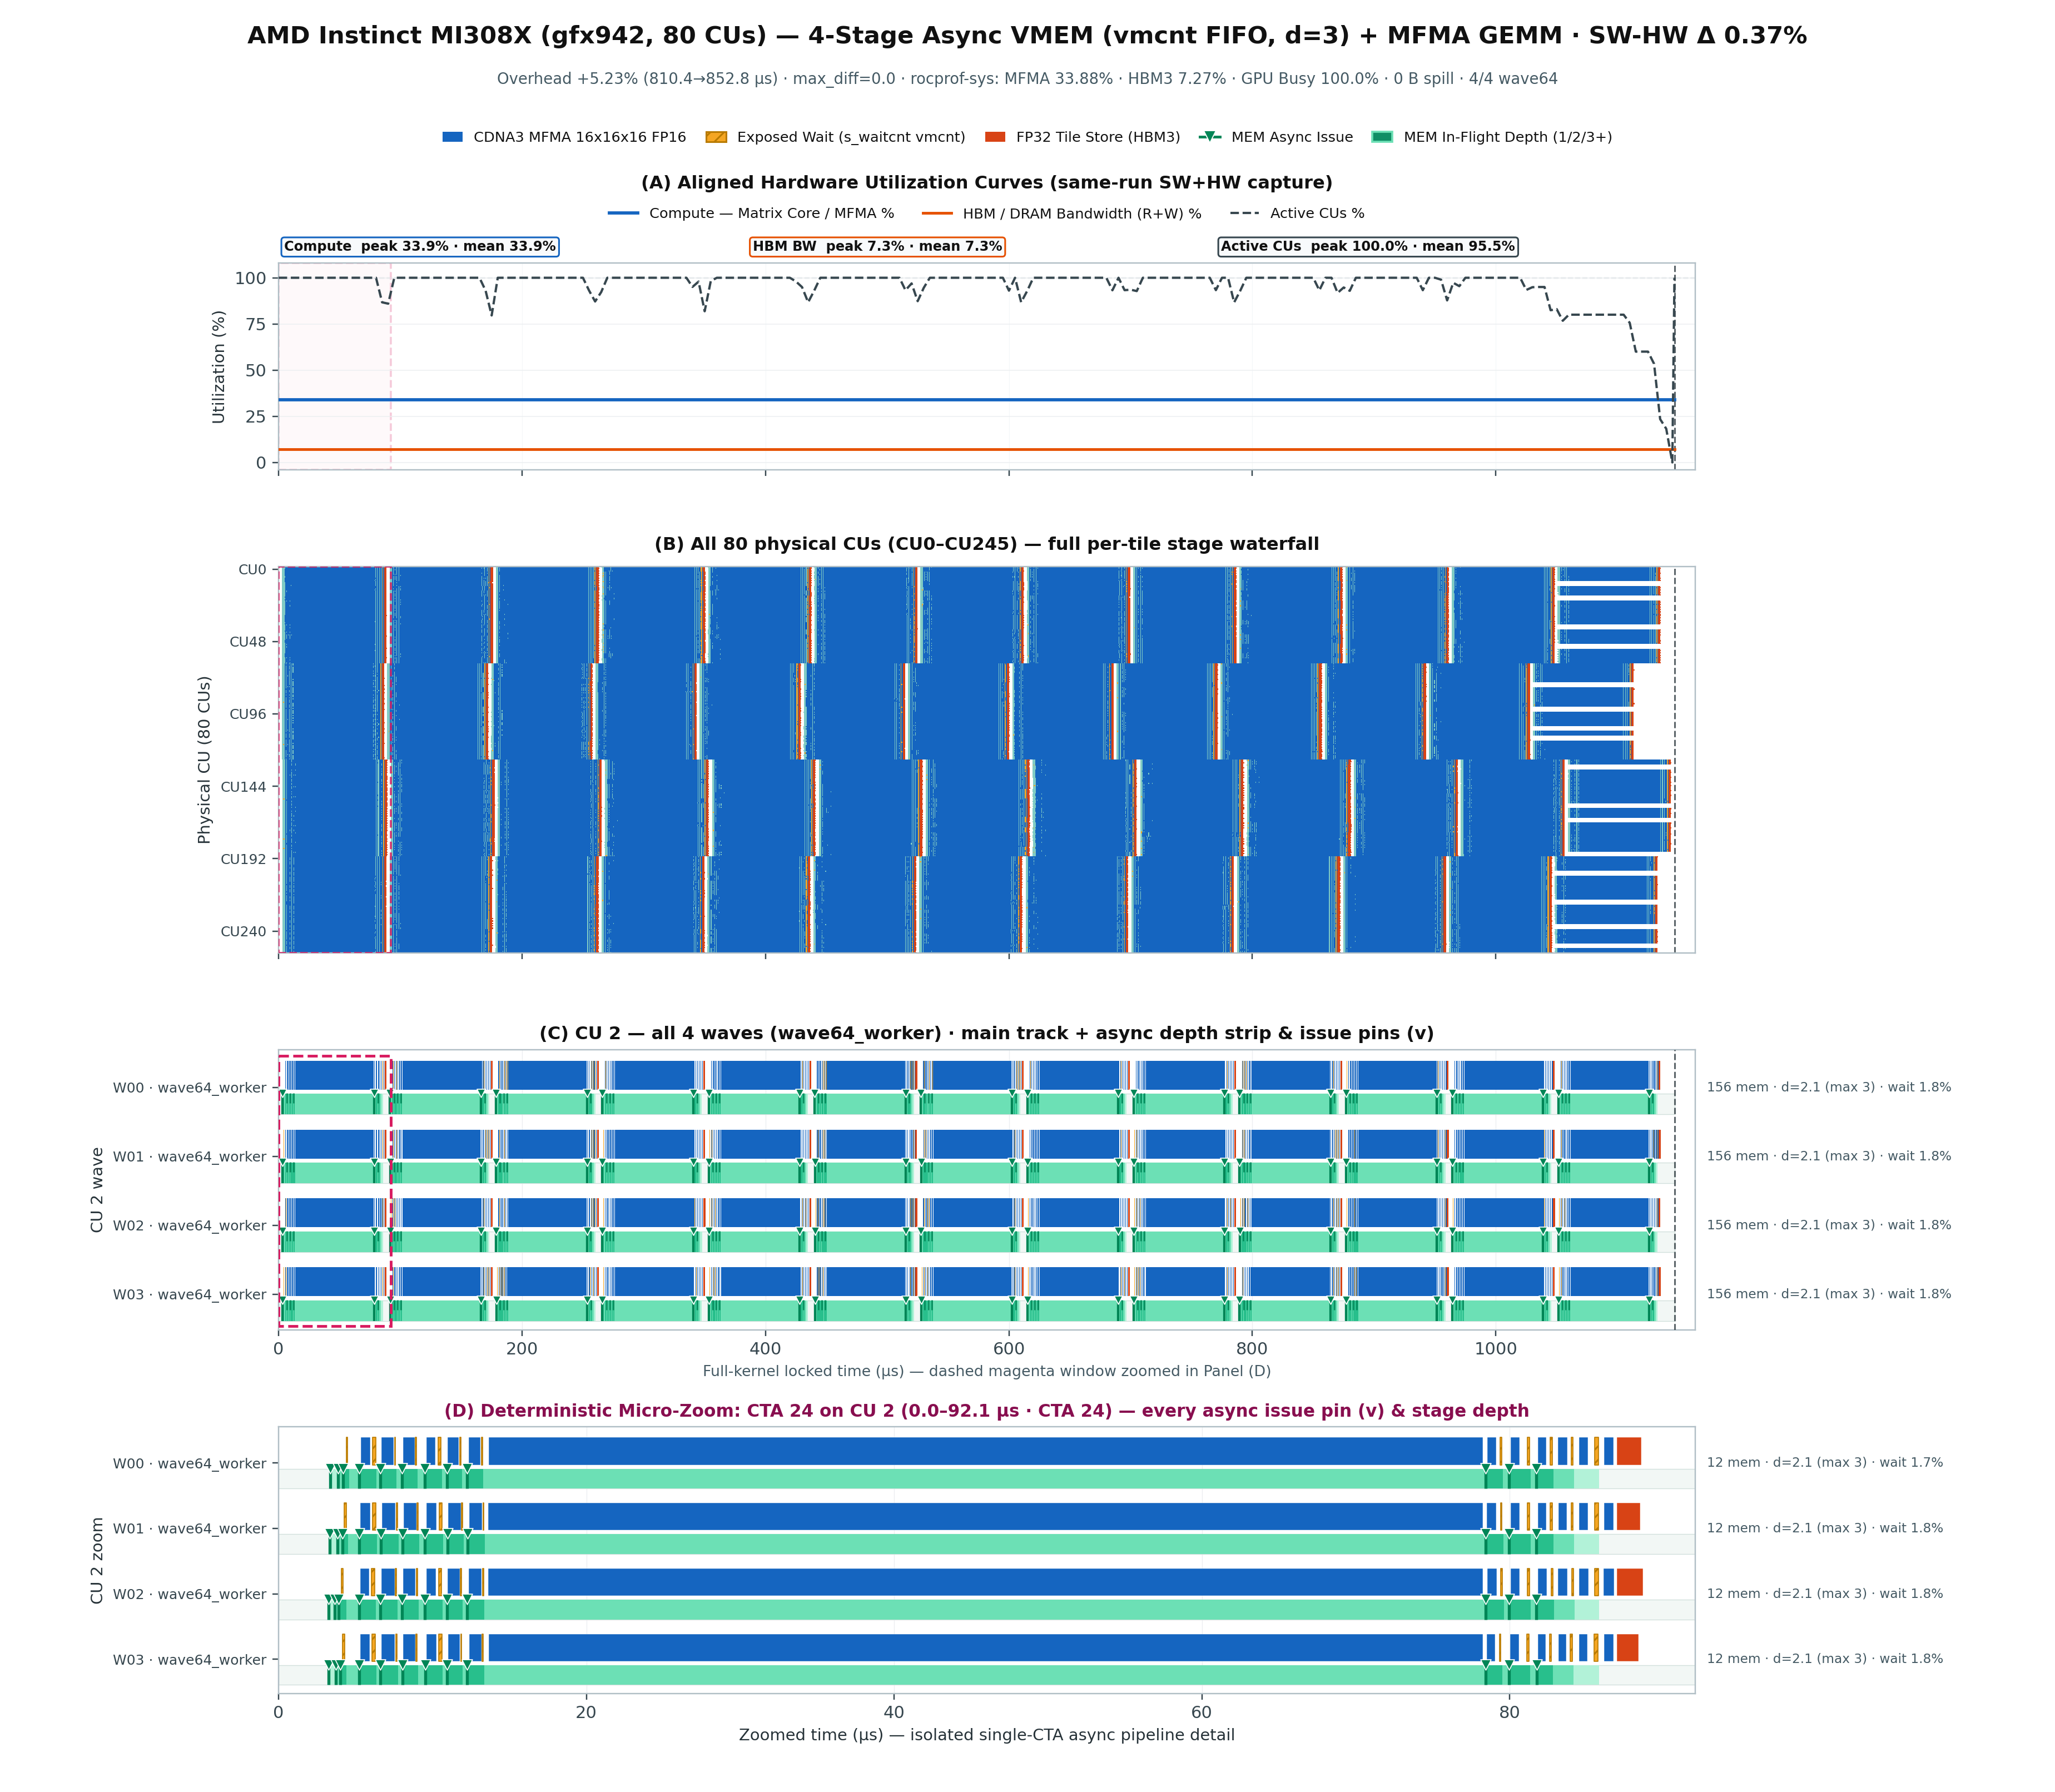 AMD Instinct MI308X (gfx942, 80 CUs) — 4-Stage Async VMEM (vmcnt FIFO, d=3) + MFMA GEMM · SW-HW Δ 0.37%
Overhead +5.23% (810.4→852.8 μs) · max_diff=0.0 · rocprof-sys: MFMA 33.88% · HBM3 7.27% · GPU Busy 100.0% · 0 B spill · 4/4 wave64
CDNA3 MFMA 16x16x16 FP16
Exposed Wait (s_waitcnt vmcnt)
FP32 Tile Store (HBM3)
MEM Async Issue
MEM In-Flight Depth (1/2/3+)
(A) Aligned Hardware Utilization Curves (same-run SW+HW capture)
Compute — Matrix Core / MFMA %
HBM / DRAM Bandwidth (R+W) %
Active CUs %
Compute  peak 33.9% · mean 33.9%
HBM BW  peak 7.3% · mean 7.3%
Active CUs  peak 100.0% · mean 95.5%
Utilization (%)
100
75
50
25
0
(B) All 80 physical CUs (CU0–CU245) — full per-tile stage waterfall
Physical CU (80 CUs)
CU0
CU48
CU96
CU144
CU192
CU240
(C) CU 2 — all 4 waves (wave64_worker) · main track + async depth strip & issue pins (v)
CU 2 wave
W00 · wave64_worker
156 mem · d=2.1 (max 3) · wait 1.8%
W01 · wave64_worker
156 mem · d=2.1 (max 3) · wait 1.8%
W02 · wave64_worker
156 mem · d=2.1 (max 3) · wait 1.8%
W03 · wave64_worker
156 mem · d=2.1 (max 3) · wait 1.8%
0 200 400 600 800 1000
Full-kernel locked time (μs) — dashed magenta window zoomed in Panel (D)
(D) Deterministic Micro-Zoom: CTA 24 on CU 2 (0.0–92.1 μs · CTA 24) — every async issue pin (v) & stage depth
CU 2 zoom
W00 · wave64_worker
12 mem · d=2.1 (max 3) · wait 1.7%
W01 · wave64_worker
12 mem · d=2.1 (max 3) · wait 1.8%
W02 · wave64_worker
12 mem · d=2.1 (max 3) · wait 1.8%
W03 · wave64_worker
12 mem · d=2.1 (max 3) · wait 1.8%
0 20 40 60 80
Zoomed time (μs) — isolated single-CTA async pipeline detail